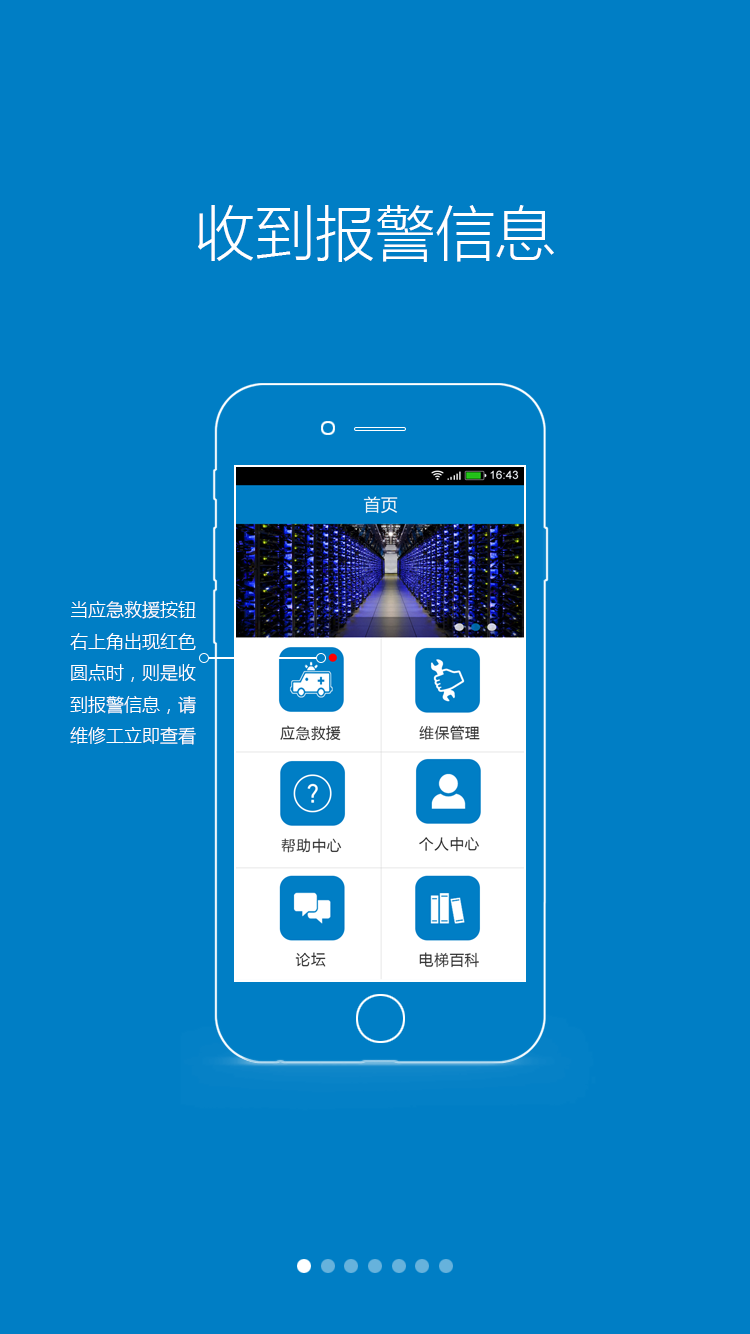 收到报警信息
16:43
首页
当应急救援按钮
右上角出现红色
圆点时，则是收
到报警信息，请
维修工立即查看
应急救援
维保管理
?
帮助中心
个人中心
论坛
电梯百科